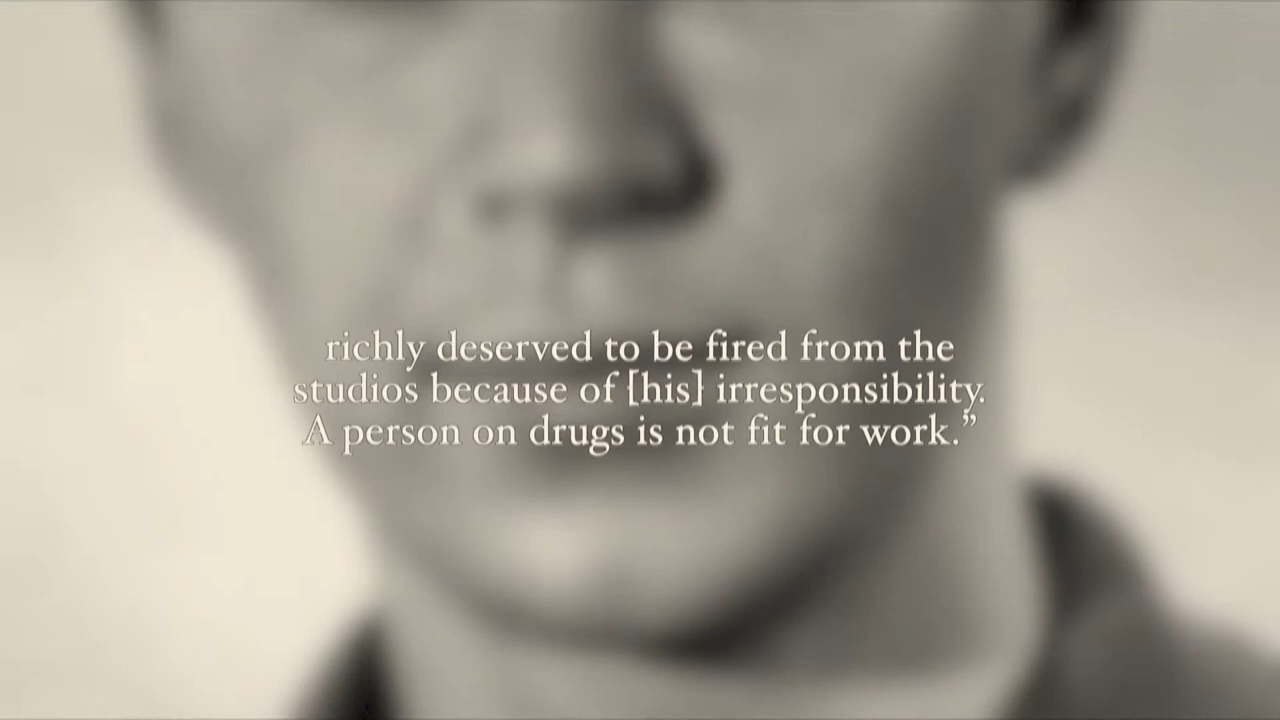 richly deserved to be fired from the
studios because of [his] irresponsibility.
A person on drugs is not fit for work.”